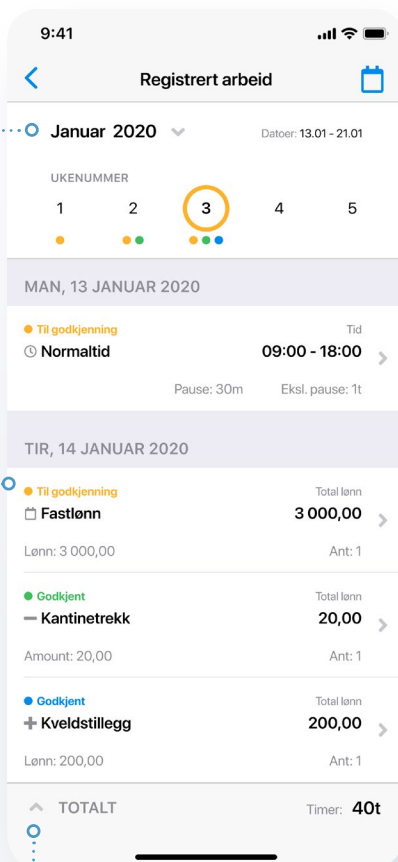 9:41
Registrert arbeid
Januar 2020 Datoer: 13.01 - 21.01
UKENUMMER
1 2 3 4 5
MAN, 13 JANUAR 2020
Til godkjenning Tid
Normaltid 09:00 - 18:00
Pause: 30m Eksl. pause: 1t
TIR, 14 JANUAR 2020
Til godkjenning Total lønn
Fastlønn 3 000,00
Lønn: 3 000,00 Ant: 1
Godkjent Total lønn
Kantinetrekk 20,00
Amount: 20,00 Ant: 1
Godkjent Total lønn
Kveldstillegg 200,00
Lønn: 200,00 Ant: 1
TOTALT Timer: 40t